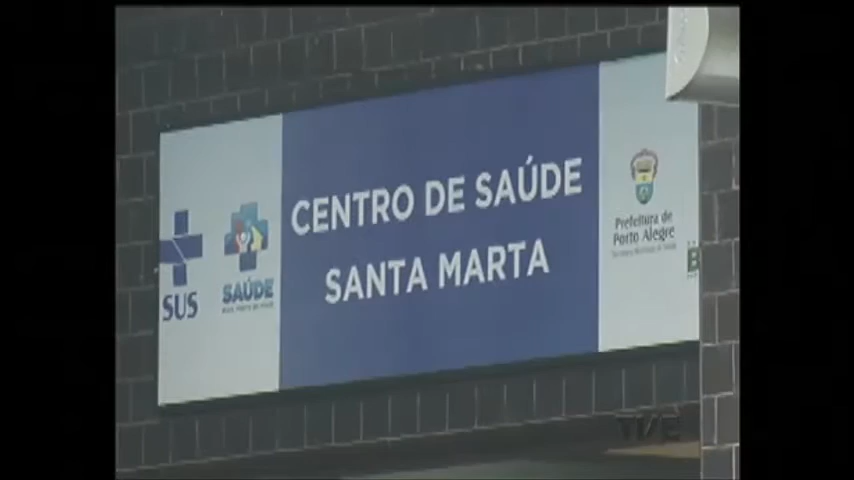 CENTRO DE SAÚDE
SANTA MARTA
SUS
SAÚDE
Prefeitura de
Porto Alegre
TVE